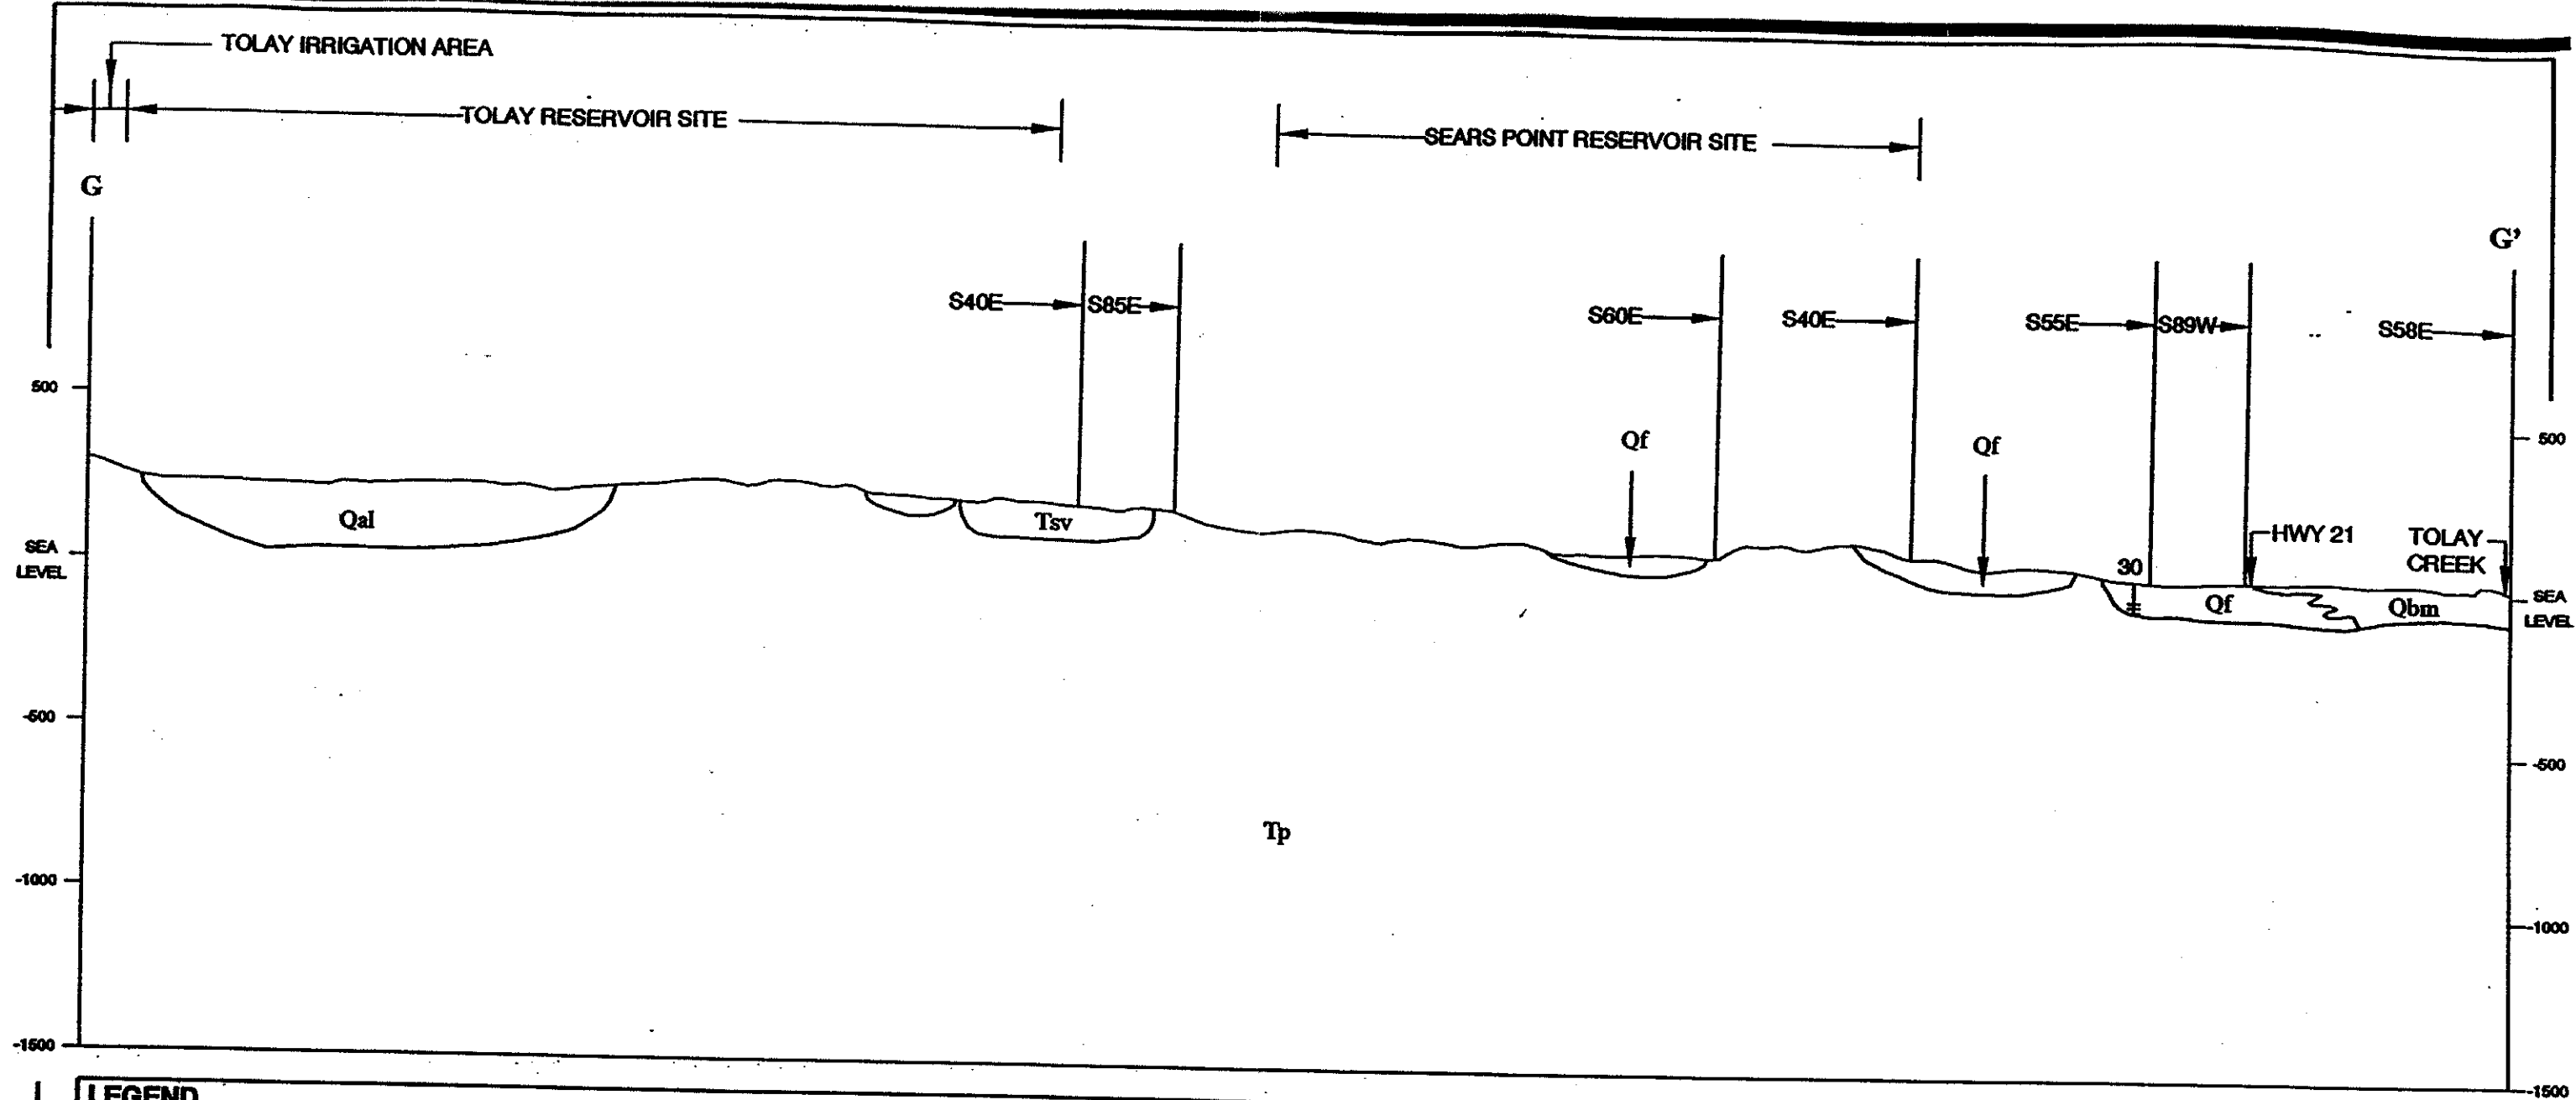 TOLAY IRRIGATION AREA
TOLAY RESERVOIR SITE
SEARS POINT RESERVOIR SITE
G
G’
S40E
S85E
S60E
S40E
S55E
S89W
S58E
500
500
Qf
Qf
Qal
Tsv
SEA
LEVEL
HWY 21
TOLAY
CREEK
30
Qf
Qbm
SEA
LEVEL
-500
-500
Tp
-1000
-1000
-1500
-1500
LEGEND